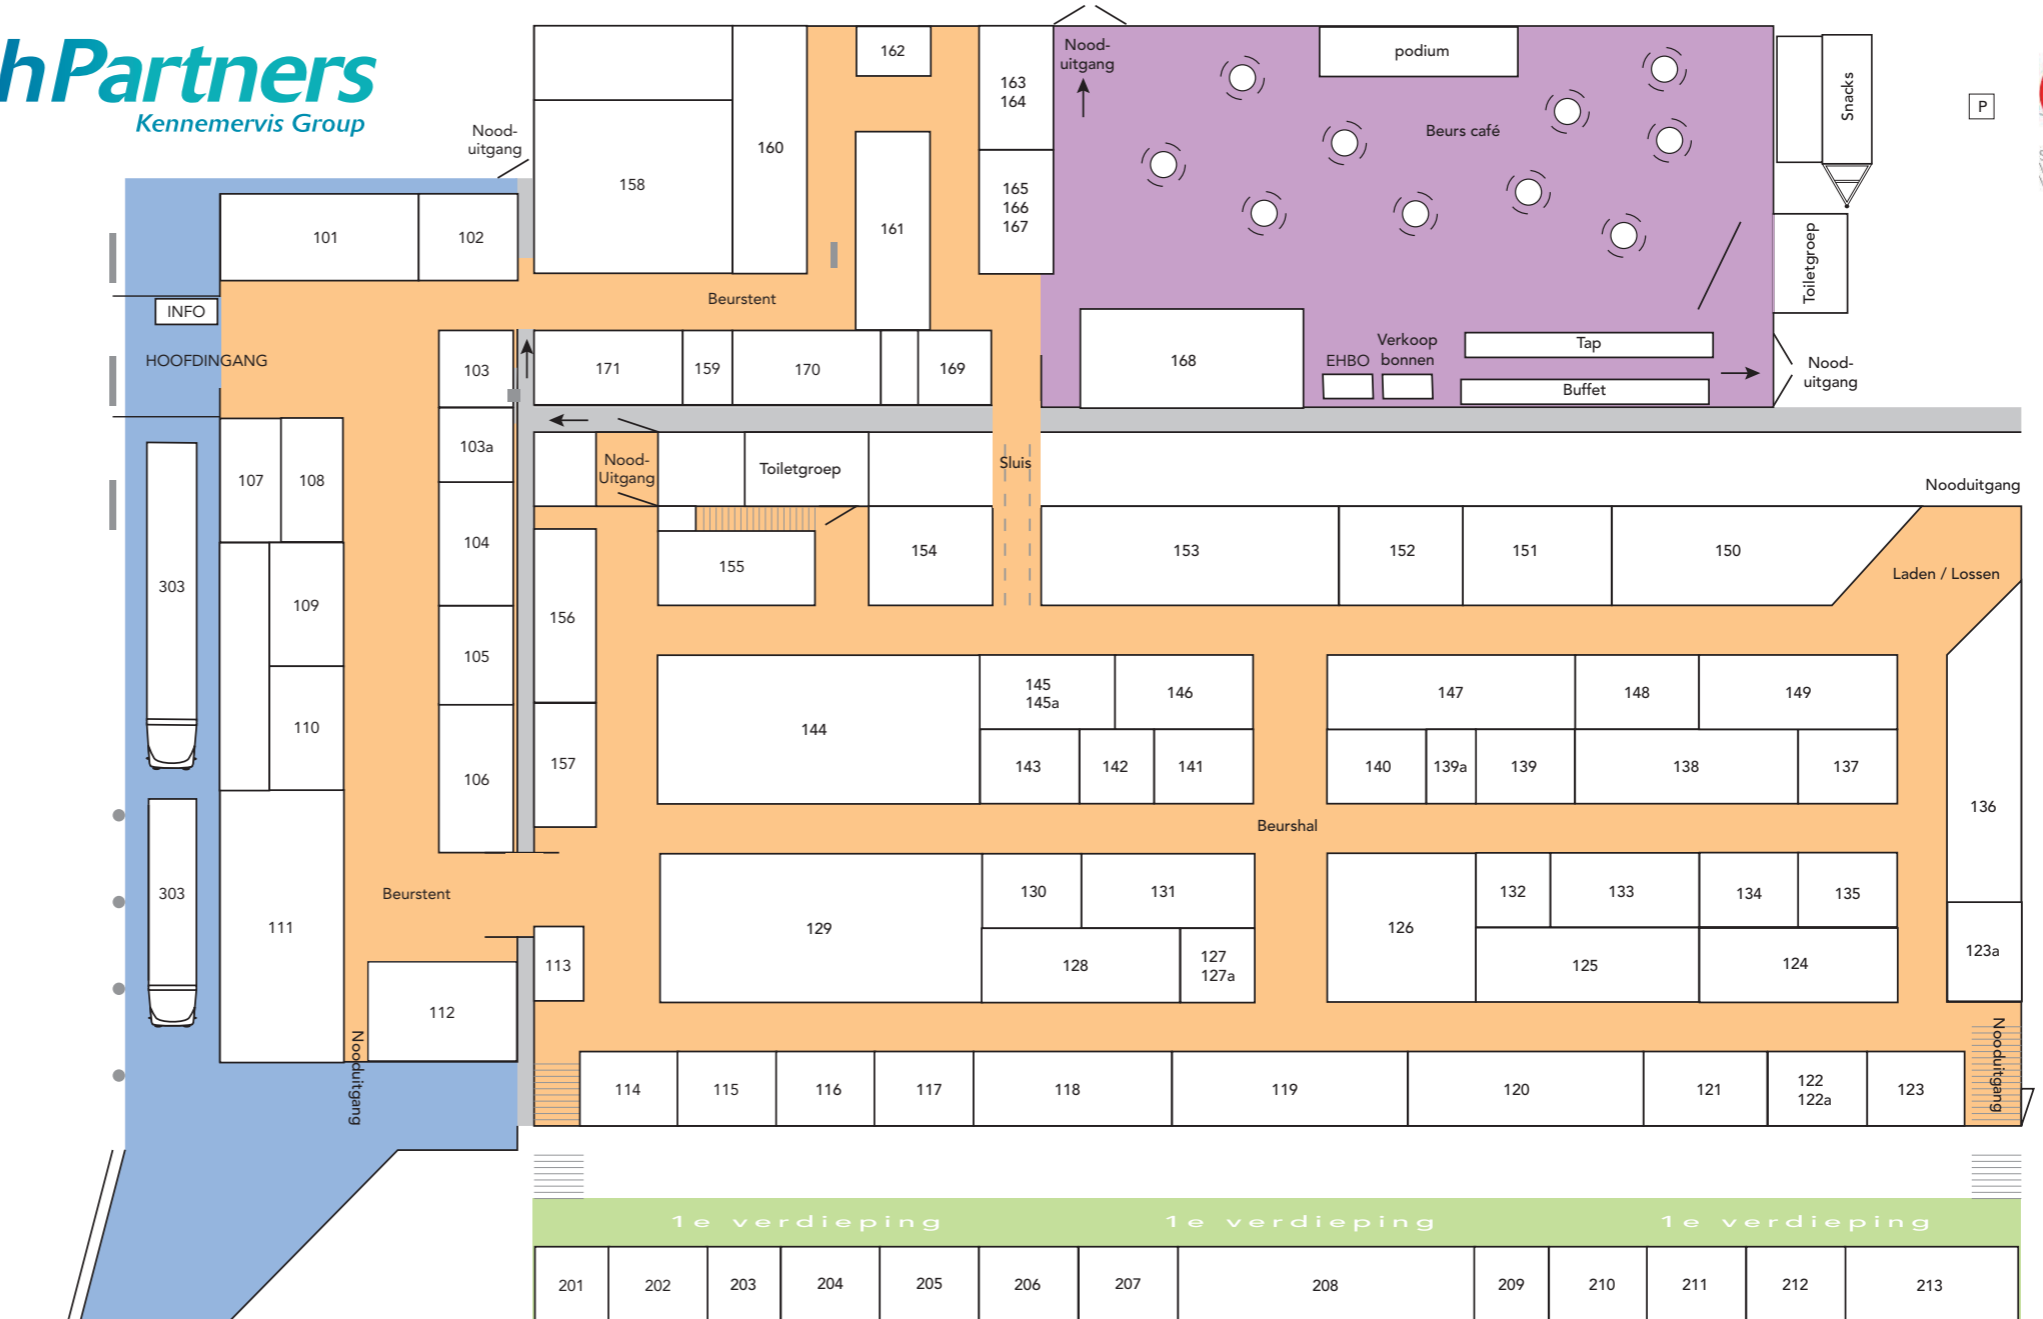 hPartners
Kennemervis Group
Nood-
uitgang
158
160
162
161
163
164
165
166
167
Nood-
uitgang
podium
Beurs café
Snacks
P
Toiletgroep
101
102
INFO
HOOFDINGANG
Beurstent
103
171
159
170
169
168
EHBO
Verkoop
bonnen
Tap
Buffet
Nood-
uitgang
107
108
103a
Nood-
Uitgang
Toiletgroep
Sluis
Nooduitgang
303
104
109
155
154
153
152
151
150
Laden / Lossen
156
105
110
106
157
144
145
145a
146
143
142
141
147
148
149
140
139a
139
138
137
136
Beurshal
303
111
Beurstent
113
112
Nooduitgang
129
130
131
128
127
127a
126
132
133
134
135
125
124
123a
Nooduitgang
114
115
116
117
118
119
120
121
122
122a
123
1e verdieping
1e verdieping
1e verdieping
201
202
203
204
205
206
207
208
209
210
211
212
213